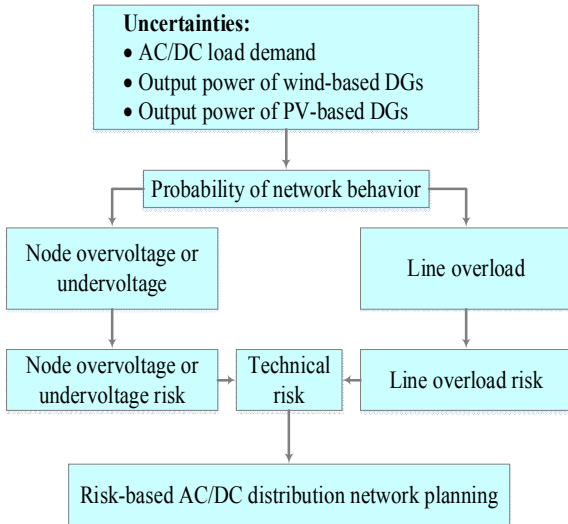 Uncertainties:
• AC/DC load demand
• Output power of wind-based DGs
• Output power of PV-based DGs
Probability of network behavior
Node overvoltage or
undervoltage
Line overload
Node overvoltage or
undervoltage risk
Technical
risk
Line overload risk
Risk-based AC/DC distribution network planning